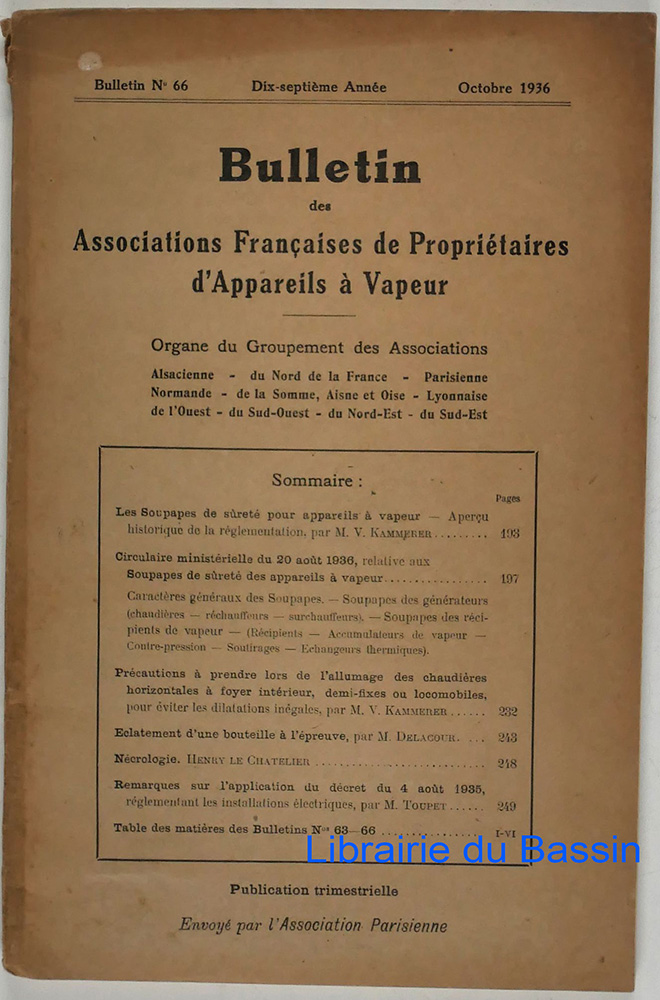 Bulletin No 66 Dix-septième Année Octobre 1936
Bulletin
des
Associations Françaises de Propriétaires
d'Appareils à Vapeur
Organe du Groupement des Associations
Alsacienne - du Nord de la France - Parisienne
Normande - de la Somme, Aisne et Oise - Lyonnaise
de l'Ouest - du Sud-Ouest - du Nord-Est - du Sud-Est
Sommaire :
Pages
Les Soupapes de sûreté pour appareils à vapeur — Aperçu
historique de la réglementation, par M. V. KAMMERER......... 193
Circulaire ministérielle du 20 août 1936, relative aux
Soupapes de sûreté des appareils à vapeur................. 197
Caractères généraux des Soupapes. — Soupapes des générateurs
(chaudières — réchauffeurs — surchauffeurs). — Soupapes des réci-
pients de vapeur — (Récipients — Accumulateurs de vapeur —
Contre-pression — Soutirages — Echangeurs thermiques).
Précautions à prendre lors de l'allumage des chaudières
horizontales à foyer intérieur, demi-fixes ou locomobiles,
pour éviter les dilatations inégales, par M. V. KAMMERER...... 232
Eclatement d'une bouteille à l'épreuve, par M. DELACOUR. ... 243
Nécrologie. HENRY LE CHATELIER ............................ 248
Remarques sur l'application du décret du 4 août 1935,
réglementant les installations électriques, par M. TOUPET...... 249
Table des matières des Bulletins Nos 63—66 ................ I-VI
Librairie du Bassin
Publication trimestrielle
Envoyé par l'Association Parisienne